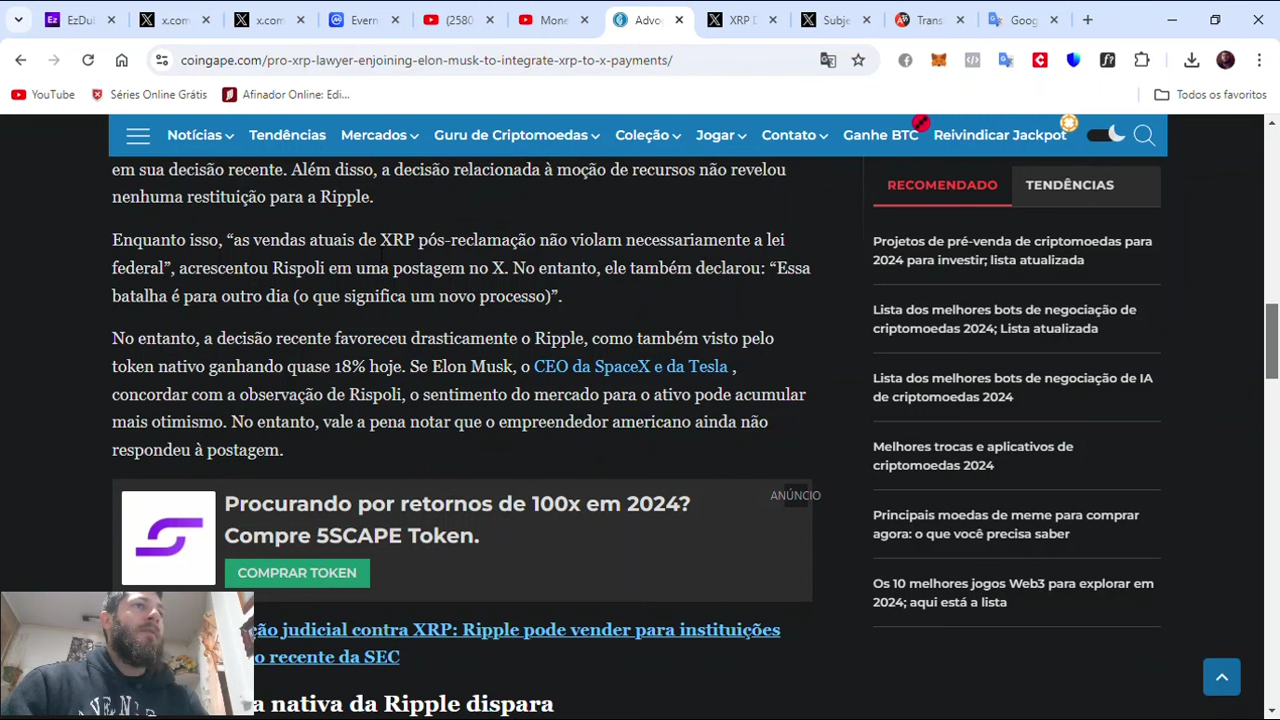 EzDu
x.com
x.com
Evern
(2580
Mone
Advoc
XRP D
Subje
Trans
Goog
coingape.com/pro-xrp-lawyer-enjoining-elon-musk-to-integrate-xrp-to-x-payments/
YouTube
Séries Online Grátis
Afinador Online: Edi...
Todos os favoritos
Notícias
Tendências
Mercados
Guru de Criptomoedas
Coleção
Jogar
Contato
Ganhe BTC
Reivindicar Jackpot
em sua decisão recente. Além disso, a decisão relacionada à moção de recursos não revelou
nenhuma restituição para a Ripple.
Enquanto isso, “as vendas atuais de XRP pós-reclamação não violam necessariamente a lei
federal”, acrescentou Rispoli em uma postagem no X. No entanto, ele também declarou: “Essa
batalha é para outro dia (o que significa um novo processo)”.
No entanto, a decisão recente favoreceu drasticamente o Ripple, como também visto pelo
token nativo ganhando quase 18% hoje. Se Elon Musk, o CEO da SpaceX e da Tesla ,
concordar com a observação de Rispoli, o sentimento do mercado para o ativo pode acumular
mais otimismo. No entanto, vale a pena notar que o empreendedor americano ainda não
respondeu à postagem.
ANÚNCIO
Procurando por retornos de 100x em 2024?
Compre 5SCAPE Token.
COMPRAR TOKEN
ção judicial contra XRP: Ripple pode vender para instituições
o recente da SEC
a nativa da Ripple dispara
RECOMENDADO
TENDÊNCIAS
Projetos de pré-venda de criptomoedas para
2024 para investir; lista atualizada
Lista dos melhores bots de negociação de
criptomoedas 2024; Lista atualizada
Lista dos melhores bots de negociação de IA
de criptomoedas 2024
Melhores trocas e aplicativos de
criptomoedas 2024
Principais moedas de meme para comprar
agora: o que você precisa saber
Os 10 melhores jogos Web3 para explorar em
2024; aqui está a lista